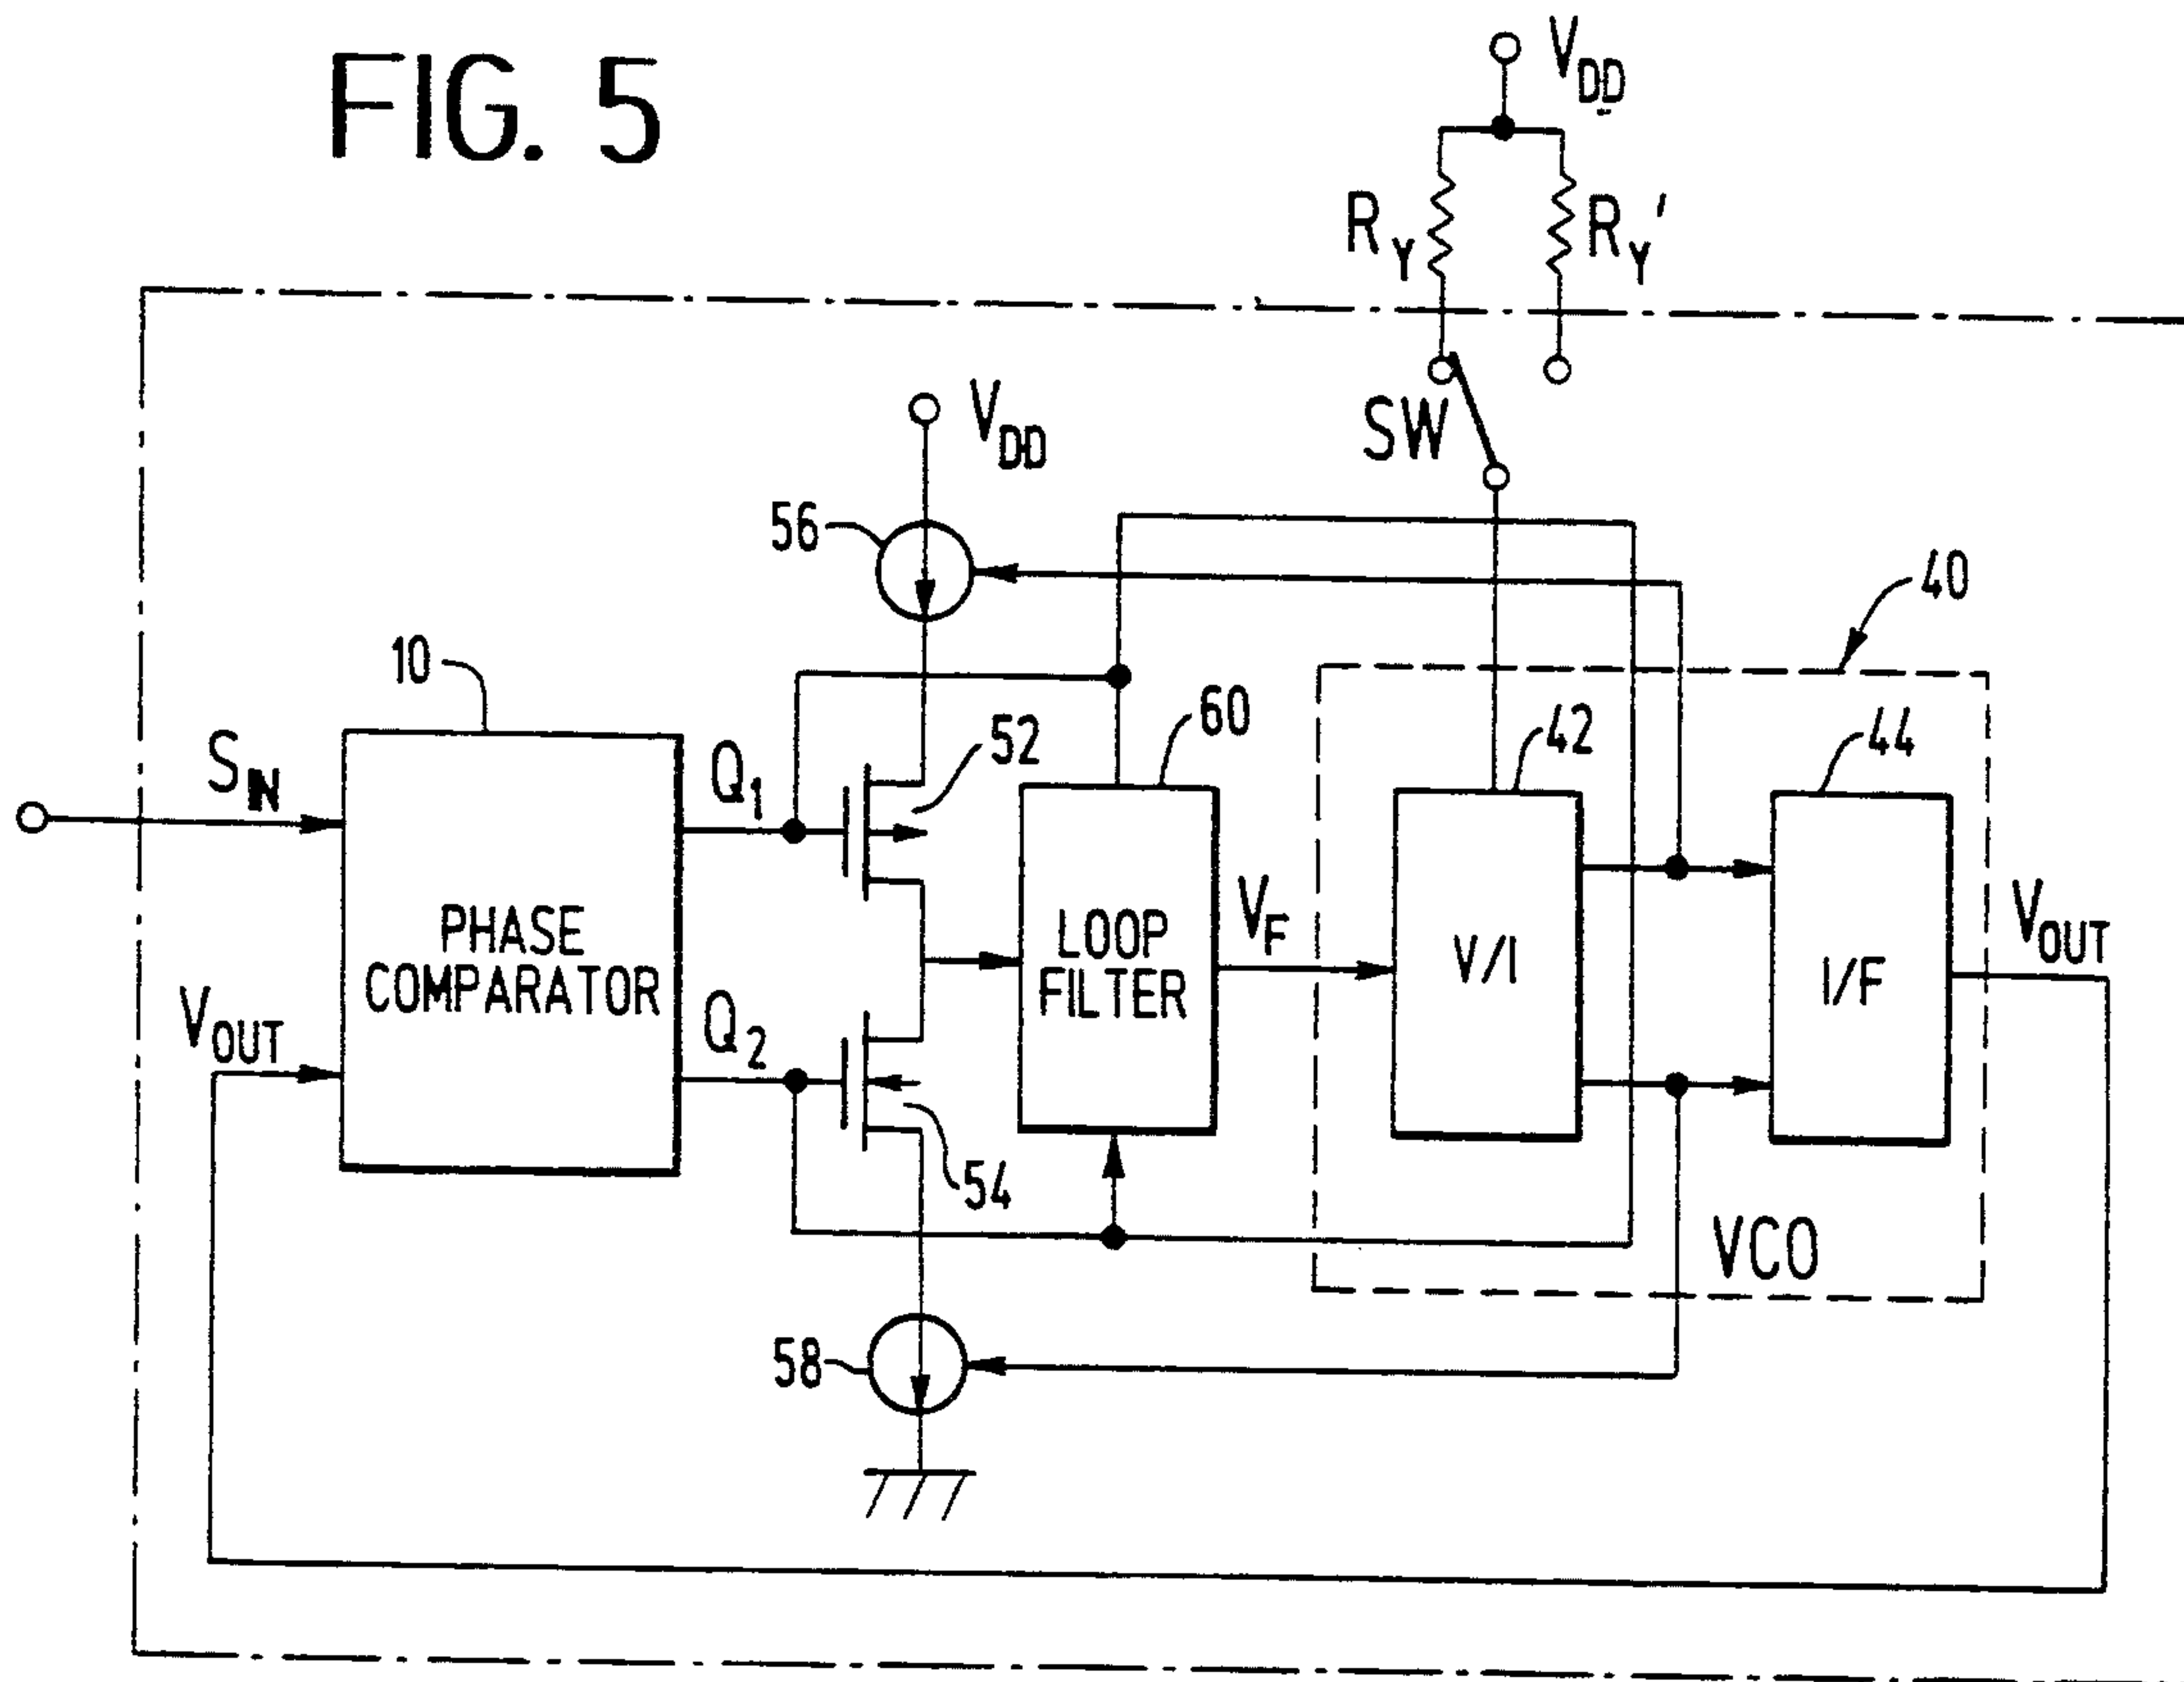 FIG. 5
V_DD
R_Y
R_Y'
SW
V_DD
56
40
10
52
60
42
44
S_IN
Q_1
PHASE
COMPARATOR
LOOP
FILTER
V_F
V/I
I/F
V_OUT
V_OUT
Q_2
54
VCO
58